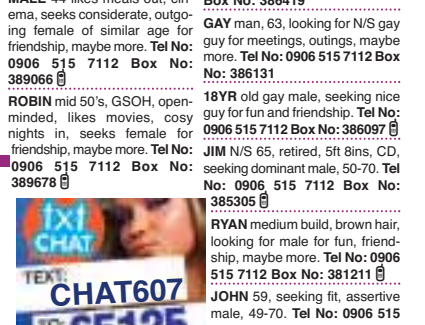 MALE 44 likes meals out, cin-
ema, seeks considerate, outgo-
ing female of similar age for
friendship, maybe more. Tel No:
0906 515 7112 Box No:
389066
ROBIN mid 50's, GSOH, open-
minded, likes movies, cosy
nights in, seeks female for
friendship, maybe more. Tel No:
0906 515 7112 Box No:
389678
txt
CHAT
TEXT:
CHAT607
Box No: 386419
GAY man, 63, looking for N/S gay
guy for meetings, outings, maybe
more. Tel No: 0906 515 7112 Box
No: 386131
18YR old gay male, seeking nice
guy for fun and friendship. Tel No:
0906 515 7112 Box No: 386097
JIM N/S 65, retired, 5ft 8ins, CD,
seeking dominant male, 50-70. Tel
No: 0906 515 7112 Box No:
385305
RYAN medium build, brown hair,
looking for male for fun, friend-
ship, maybe more. Tel No: 0906
515 7112 Box No: 381211
JOHN 59, seeking fit, assertive
male, 49-70. Tel No: 0906 515